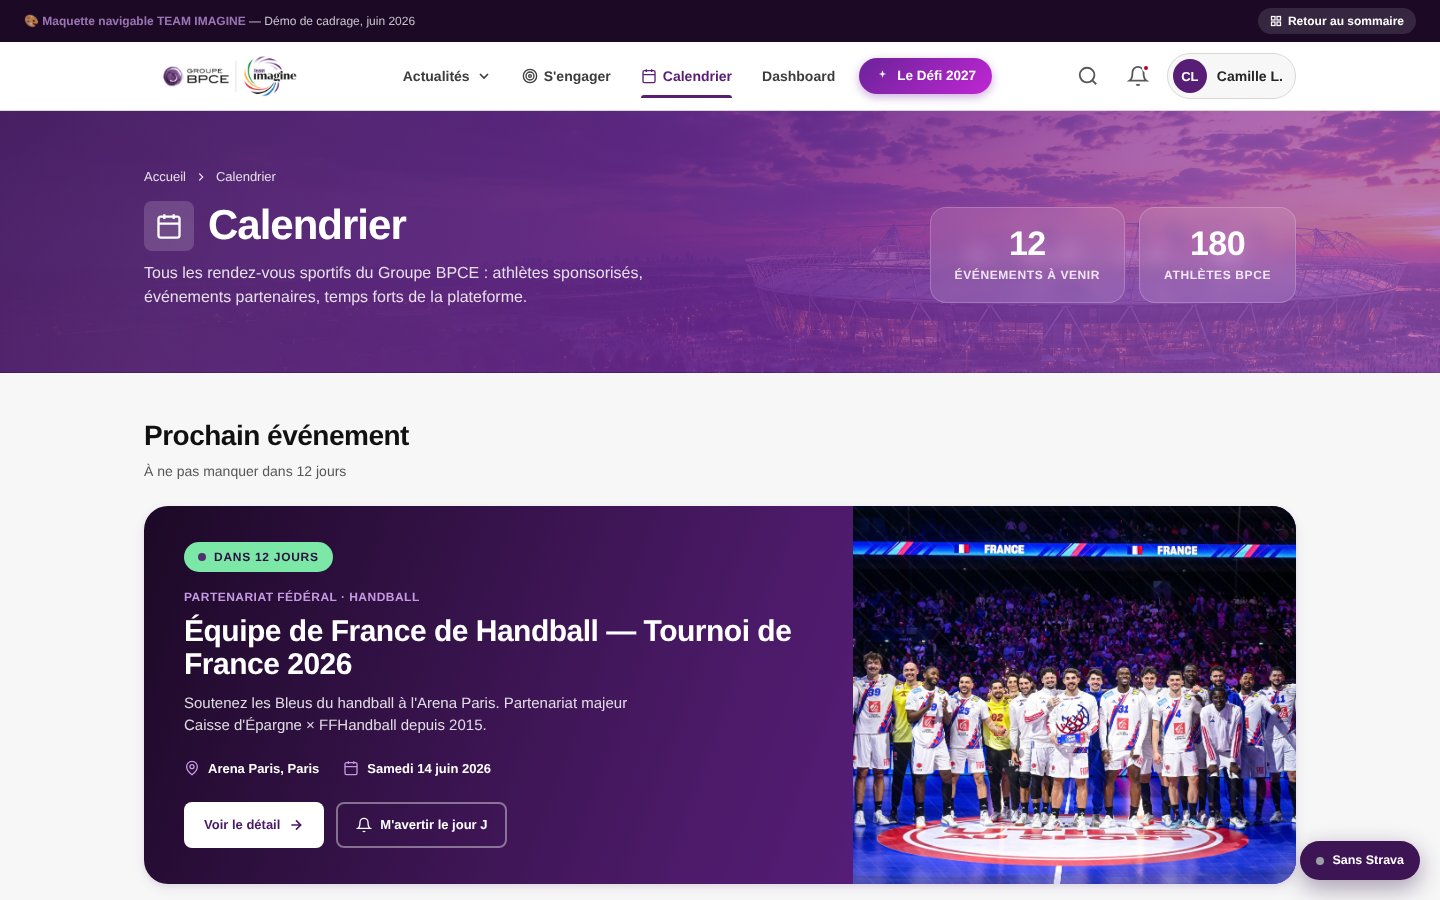 🎨 Maquette navigable TEAM IMAGINE — Démo de cadrage, juin 2026
Retour au sommaire
GROUPE
BPCE
team
imagine
Actualités
S'engager
Calendrier
Dashboard
Le Défi 2027
CL
Camille L.
Accueil > Calendrier
Calendrier
Tous les rendez-vous sportifs du Groupe BPCE : athlètes sponsorisés,
événements partenaires, temps forts de la plateforme.
12
ÉVÉNEMENTS À VENIR
180
ATHLÈTES BPCE
Prochain événement
À ne pas manquer dans 12 jours
DANS 12 JOURS
PARTENARIAT FÉDÉRAL · HANDBALL
Équipe de France de Handball — Tournoi de
France 2026
Soutenez les Bleus du handball à l'Arena Paris. Partenariat majeur
Caisse d'Épargne × FFHandball depuis 2015.
Arena Paris, Paris
Samedi 14 juin 2026
Voir le détail
M'avertir le jour J
FRANCE
FRANCE
39
31
4
11
Sans Strava